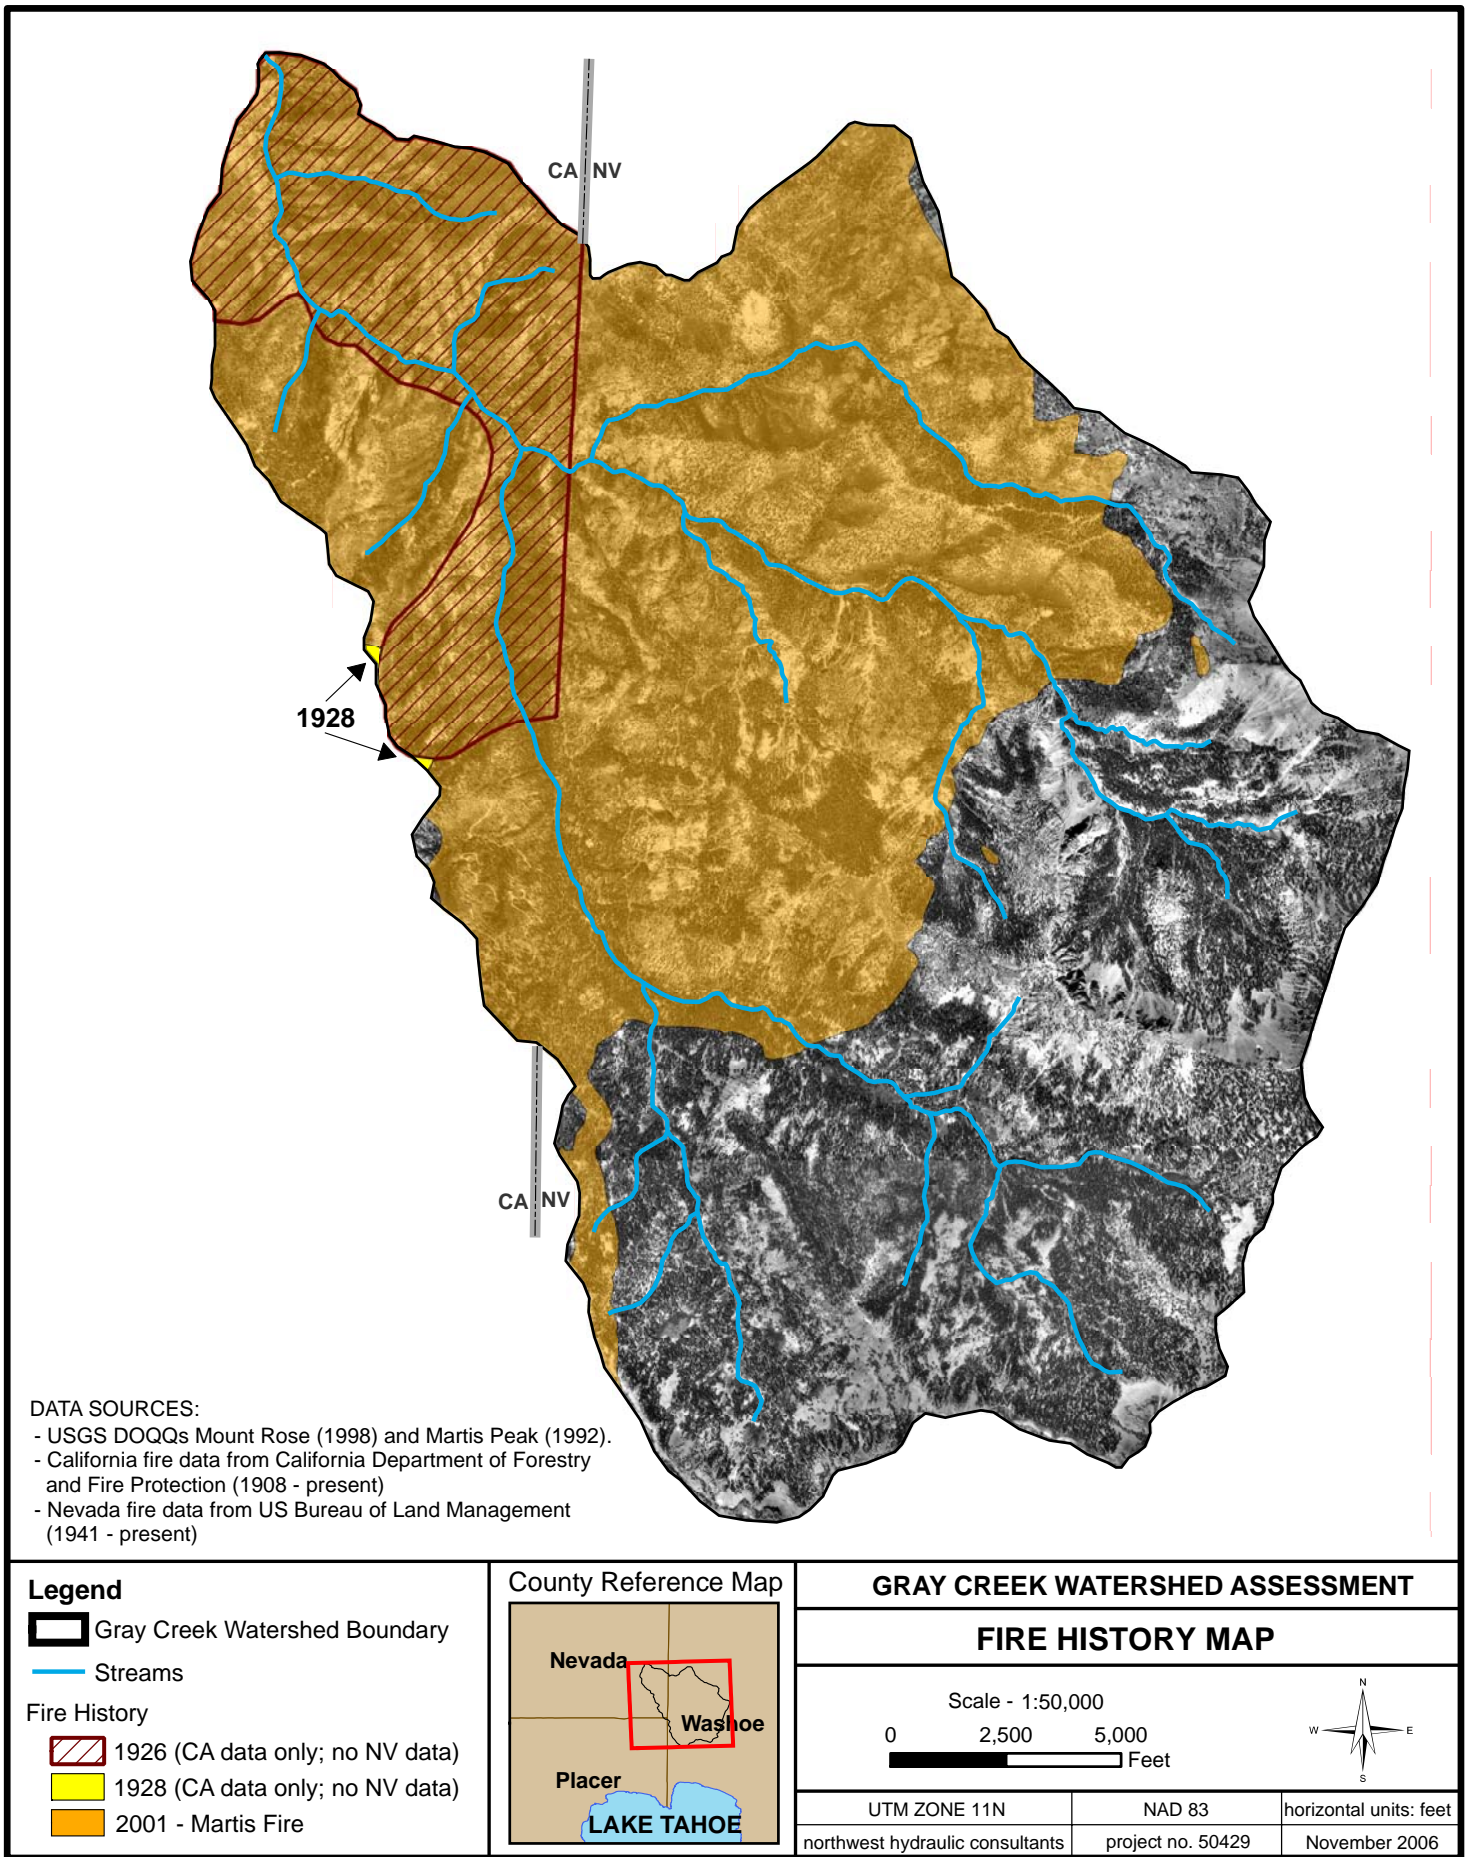 CA NV
1928
CA NV
DATA SOURCES:
- USGS DOQQs Mount Rose (1998) and Martis Peak (1992).
- California fire data from California Department of Forestry
and Fire Protection (1908 - present)
- Nevada fire data from US Bureau of Land Management
(1941 - present)
Legend
Gray Creek Watershed Boundary
Streams
Fire History
1926 (CA data only; no NV data)
1928 (CA data only; no NV data)
2001 - Martis Fire
County Reference Map
Nevada
Washoe
Placer
LAKE TAHOE
GRAY CREEK WATERSHED ASSESSMENT
FIRE HISTORY MAP
Scale - 1:50,000
0 2,500 5,000
Feet
N
W E
S
UTM ZONE 11N
NAD 83
horizontal units: feet
northwest hydraulic consultants
project no. 50429
November 2006